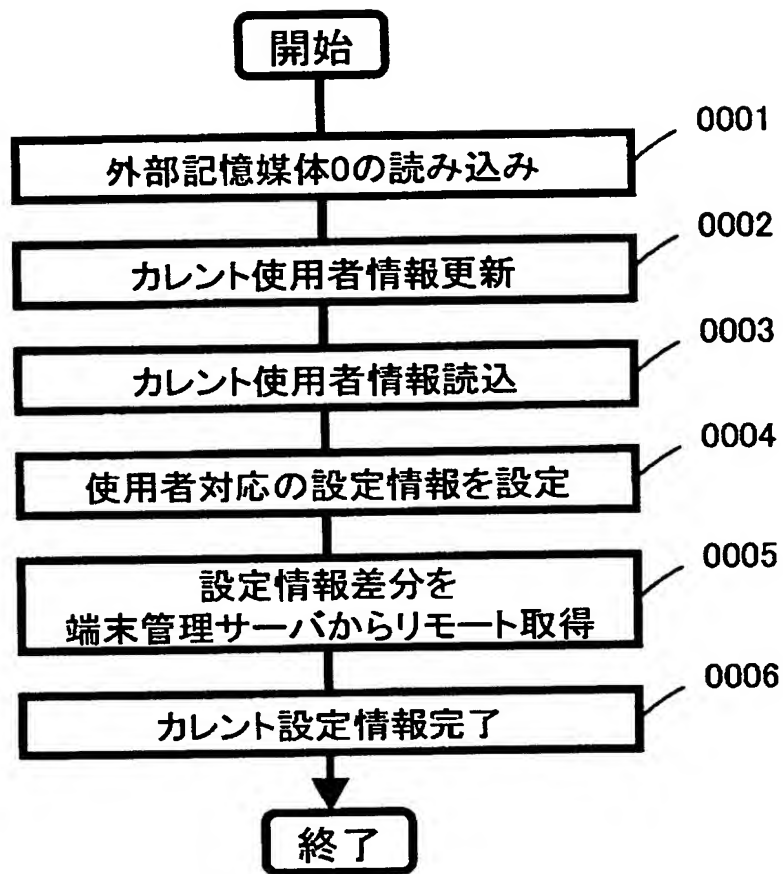 開始
0001
外部記憶媒体0の読み込み
0002
カレント使用者情報更新
0003
カレント使用者情報読込
0004
使用者対応の設定情報を設定
0005
設定情報差分を
端末管理サーバからリモート取得
0006
カレント設定情報完了
終了